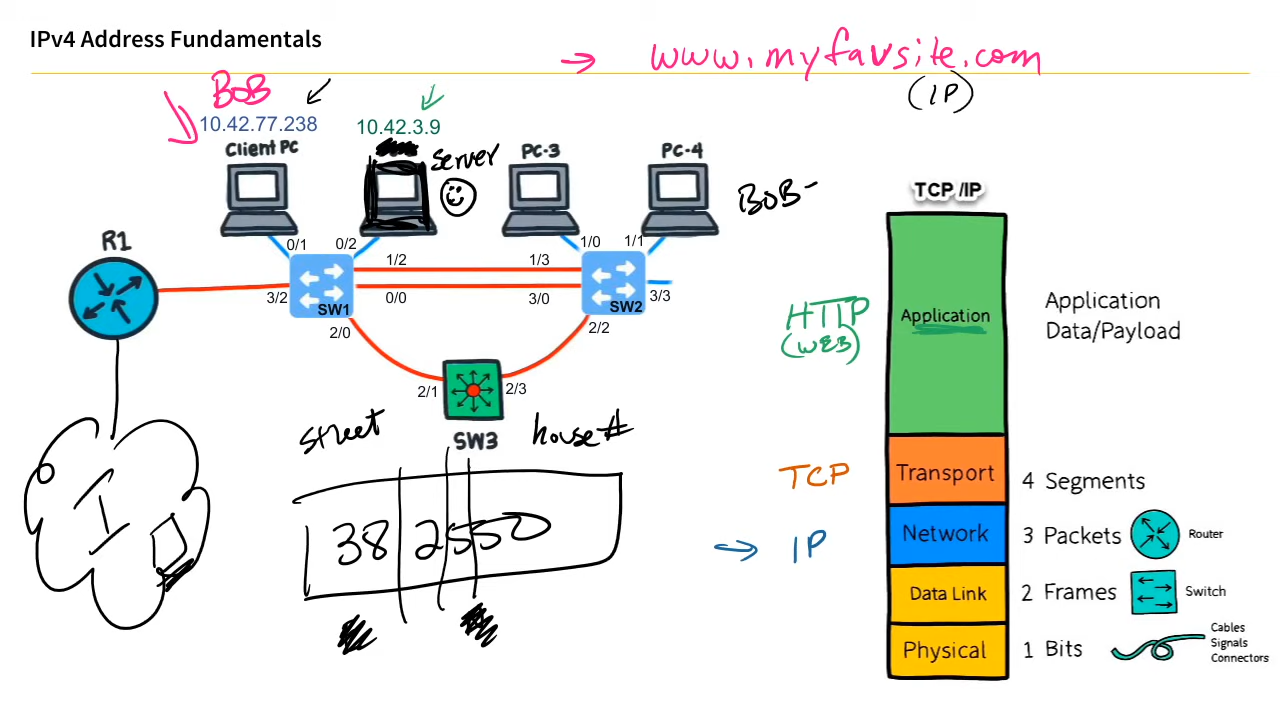 IPv4 Address Fundamentals
→ www.myfavsite.com
(IP)
BOB
10.42.77.238
10.42.3.9
Client PC
Server
PC-3
PC-4
BOB-
R1
0/1
0/2
1/2
1/3
1/0
1/1
3/2
SW1
0/0
3/0
SW2
3/3
2/0
2/2
2/1
2/3
SW3
street
house#
38 2550
I
TCP/IP
HTTP
(WEB)
Application
Application
Data/Payload
TCP
Transport
4 Segments
→ IP
Network
3 Packets
Router
Data Link
2 Frames
Switch
Physical
1 Bits
Cables
Signals
Connectors